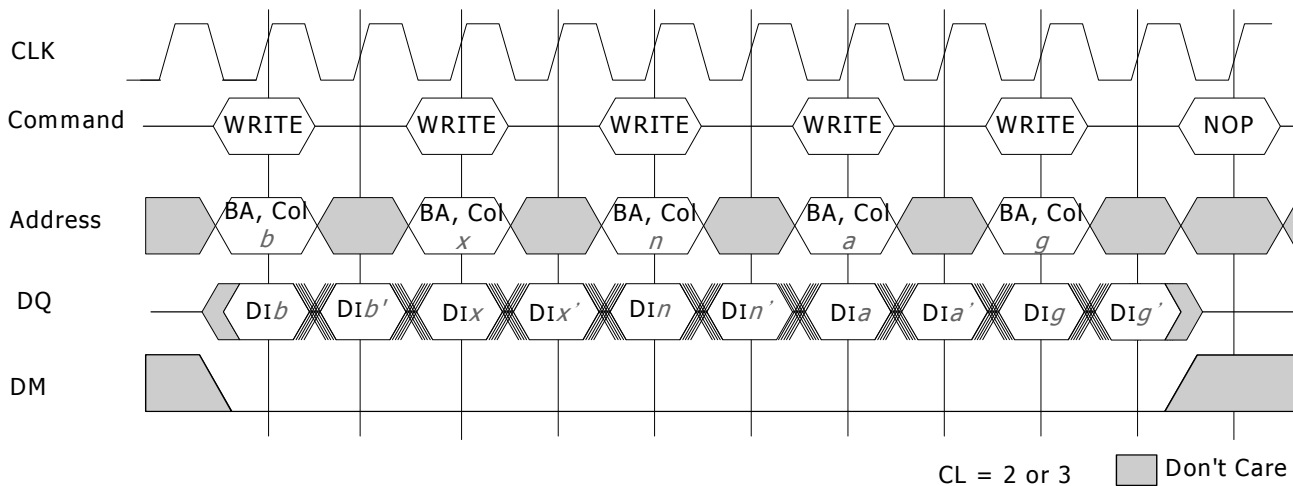 CLK
Command WRITE WRITE WRITE WRITE WRITE NOP
Address BA, Col BA, Col BA, Col BA, Col BA, Col
b x n a g
DQ DIb DIb' DIx DIx' DIn DIn' DIa DIa' DIg DIg'
DM
CL = 2 or 3 Don't Care